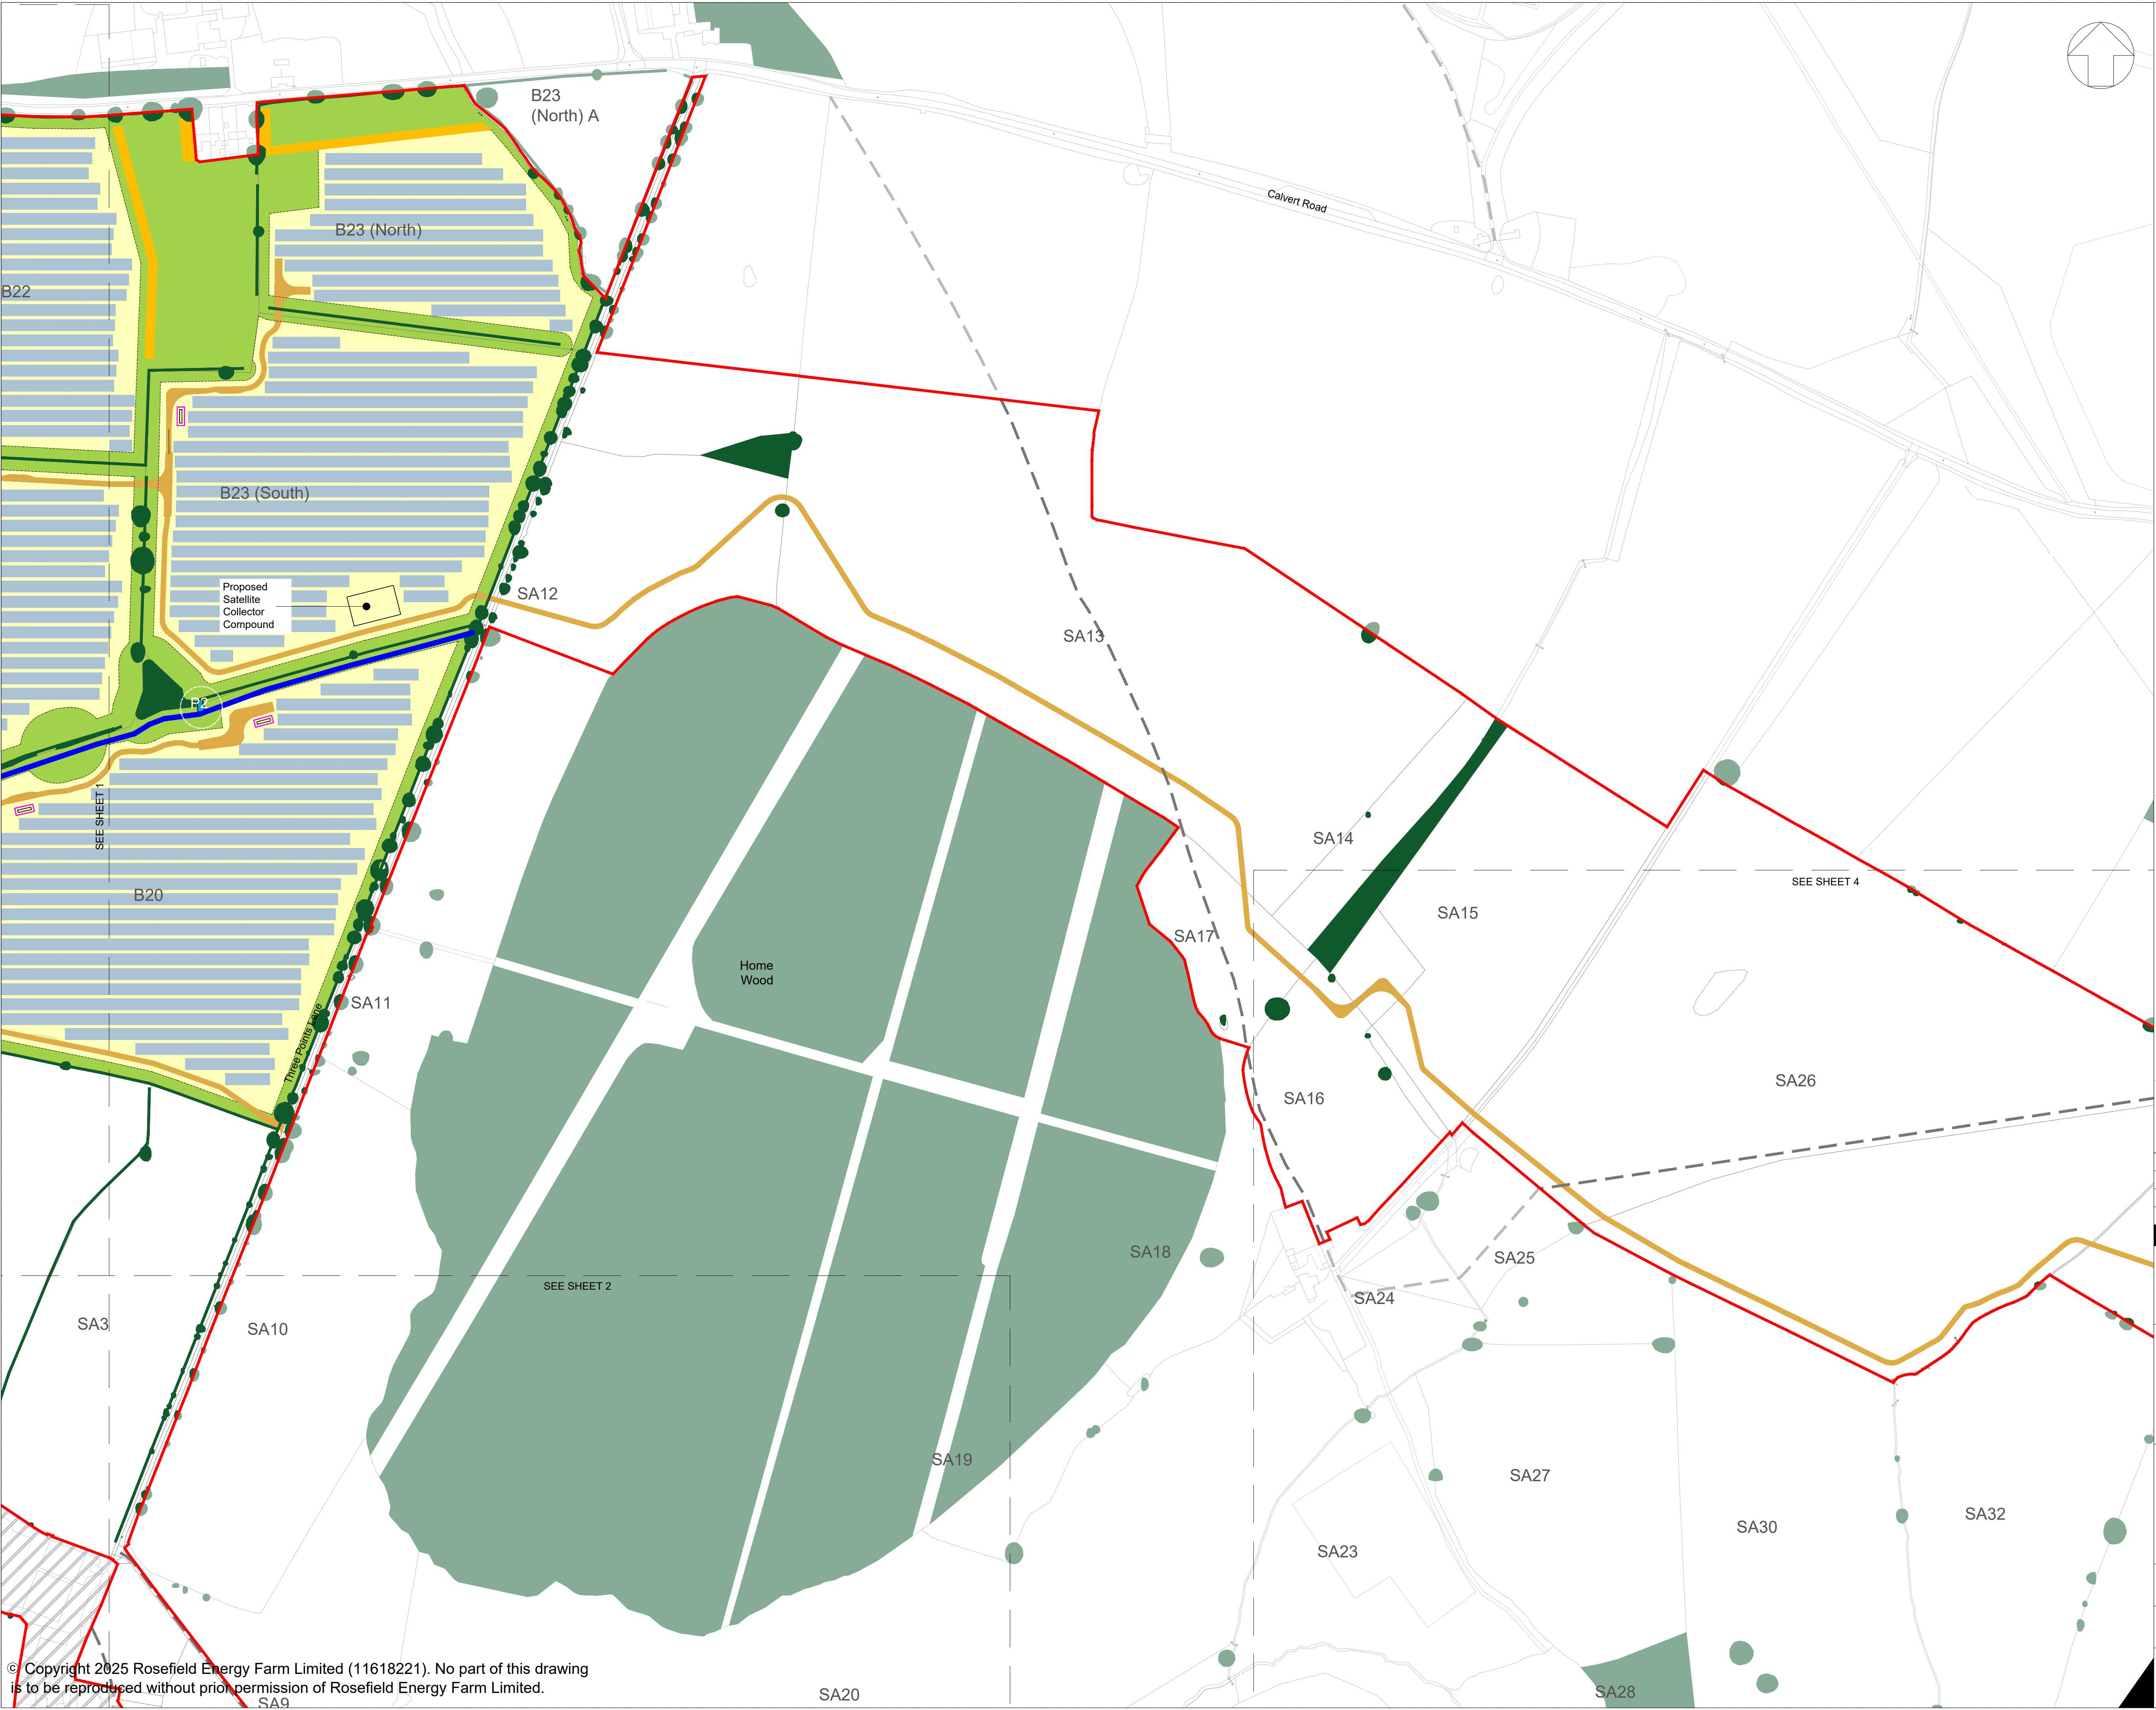 B23
(North) A
Calvert Road
B23 (North)
B22
B23 (South)
Proposed
Satellite
Collector
Compound
SA12
SA13
P2
SEE SHEET 1
SA14
SEE SHEET 4
B20
SA15
SA17
Home
Wood
SA11
Three Points Lane
SA26
SA16
SA18
SA25
SEE SHEET 2
SA24
SA3
SA10
SA19
SA27
SA32
SA30
SA23
© Copyright 2025 Rosefield Energy Farm Limited (11618221). No part of this drawing
is to be reproduced without prior permission of Rosefield Energy Farm Limited.
SA28
SA20
SA9